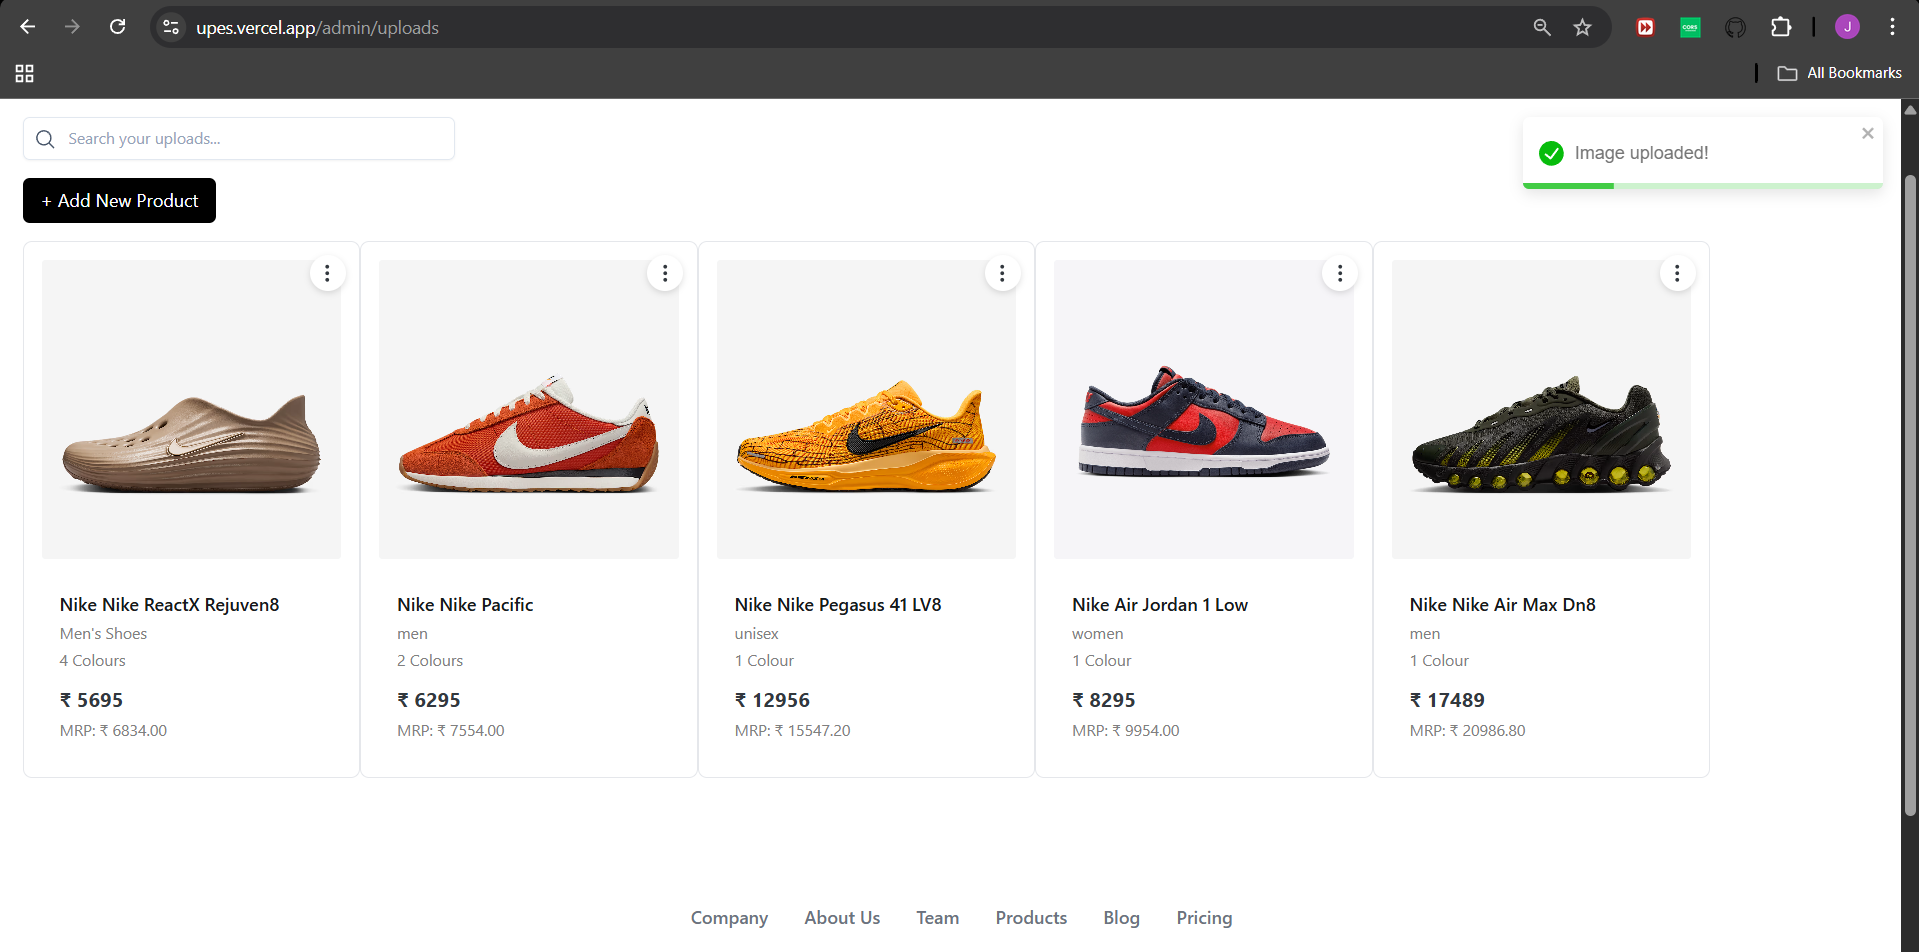 upes.vercel.app/admin/uploads
CORS
J
All Bookmarks
Search your uploads...
Image uploaded!
+ Add New Product
Nike Nike ReactX Rejuven8
Men's Shoes
4 Colours
₹ 5695
MRP: ₹ 6834.00
Nike Nike Pacific
men
2 Colours
₹ 6295
MRP: ₹ 7554.00
Nike Nike Pegasus 41 LV8
unisex
1 Colour
₹ 12956
MRP: ₹ 15547.20
Nike Air Jordan 1 Low
women
1 Colour
₹ 8295
MRP: ₹ 9954.00
Nike Nike Air Max Dn8
men
1 Colour
₹ 17489
MRP: ₹ 20986.80
Company About Us Team Products Blog Pricing